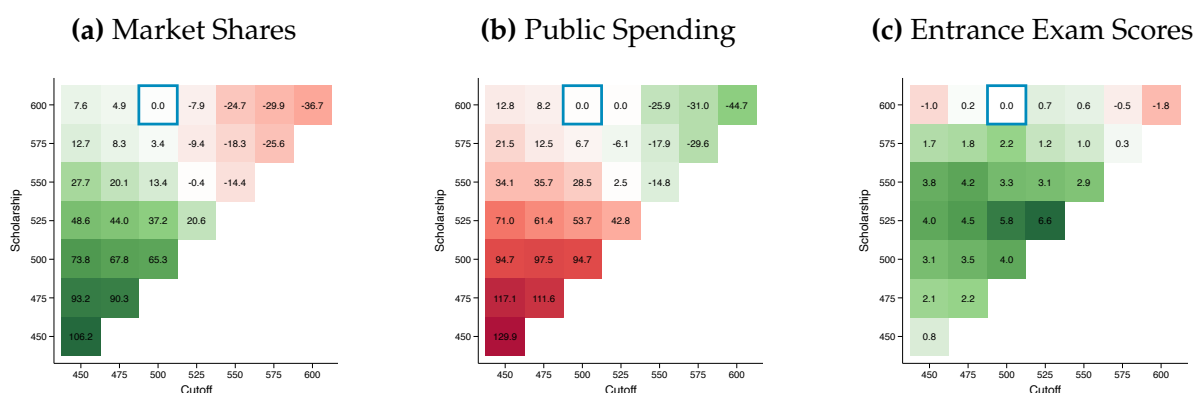 (a) Market Shares
600
7.6 4.9 0.0 -7.9 -24.7 -29.9 -36.7
575
12.7 8.3 3.4 -9.4 -18.3 -25.6
550
27.7 20.1 13.4 -0.4 -14.4
525
48.6 44.0 37.2 20.6
500
73.8 67.8 65.3
475
93.2 90.3
450
106.2
Scholarship
450 475 500 525 550 575 600
Cutoff
(b) Public Spending
600
12.8 8.2 0.0 0.0 -25.9 -31.0 -44.7
575
21.5 12.5 6.7 -6.1 -17.9 -29.6
550
34.1 35.7 28.5 2.5 -14.8
525
71.0 61.4 53.7 42.8
500
94.7 97.5 94.7
475
117.1 111.6
450
129.9
Scholarship
450 475 500 525 550 575 600
Cutoff
(c) Entrance Exam Scores
600
-1.0 0.2 0.0 0.7 0.6 -0.5 -1.8
575
1.7 1.8 2.2 1.2 1.0 0.3
550
3.8 4.2 3.3 3.1 2.9
525
4.0 4.5 5.8 6.6
500
3.1 3.5 4.0
475
2.1 2.2
450
0.8
Scholarship
450 475 500 525 550 575 600
Cutoff